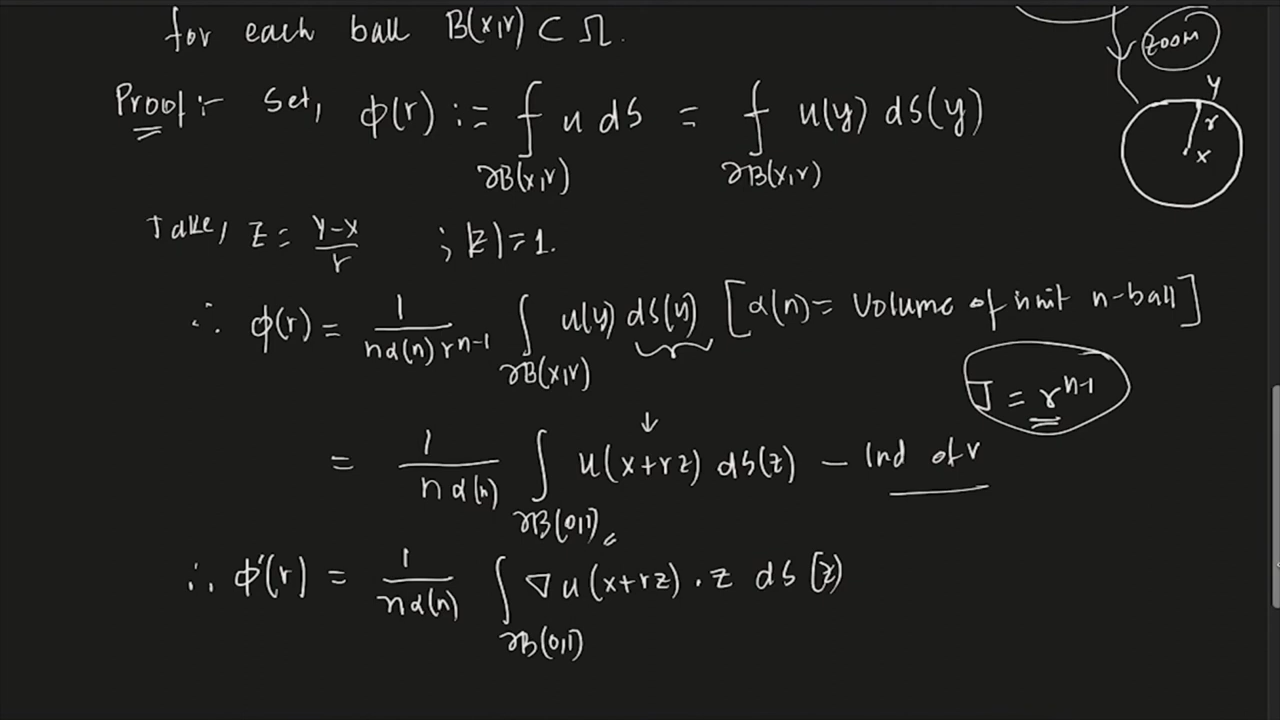 for each ball B(x,r) ⊂ Ω.
zoom
Proof :- Set, φ(r) := ⨍_{∂B(x,r)} u dS = ⨍_{∂B(x,r)} u(y) dS(y)
y
r
x
Take, z = (y-x)/r ; |z| = 1.
∴ φ(r) = 1/(nα(n) r^{n-1}) ∫_{∂B(x,r)} u(y) dS(y) [α(n) = Volume of unit n-ball]
J = r^{n-1}
↓
= 1/(nα(n)) ∫_{∂B(0,1)} u(x+rz) dS(z) – Ind of r
∴ φ'(r) = 1/(nα(n)) ∫_{∂B(0,1)} ∇u(x+rz) · z dS(z)